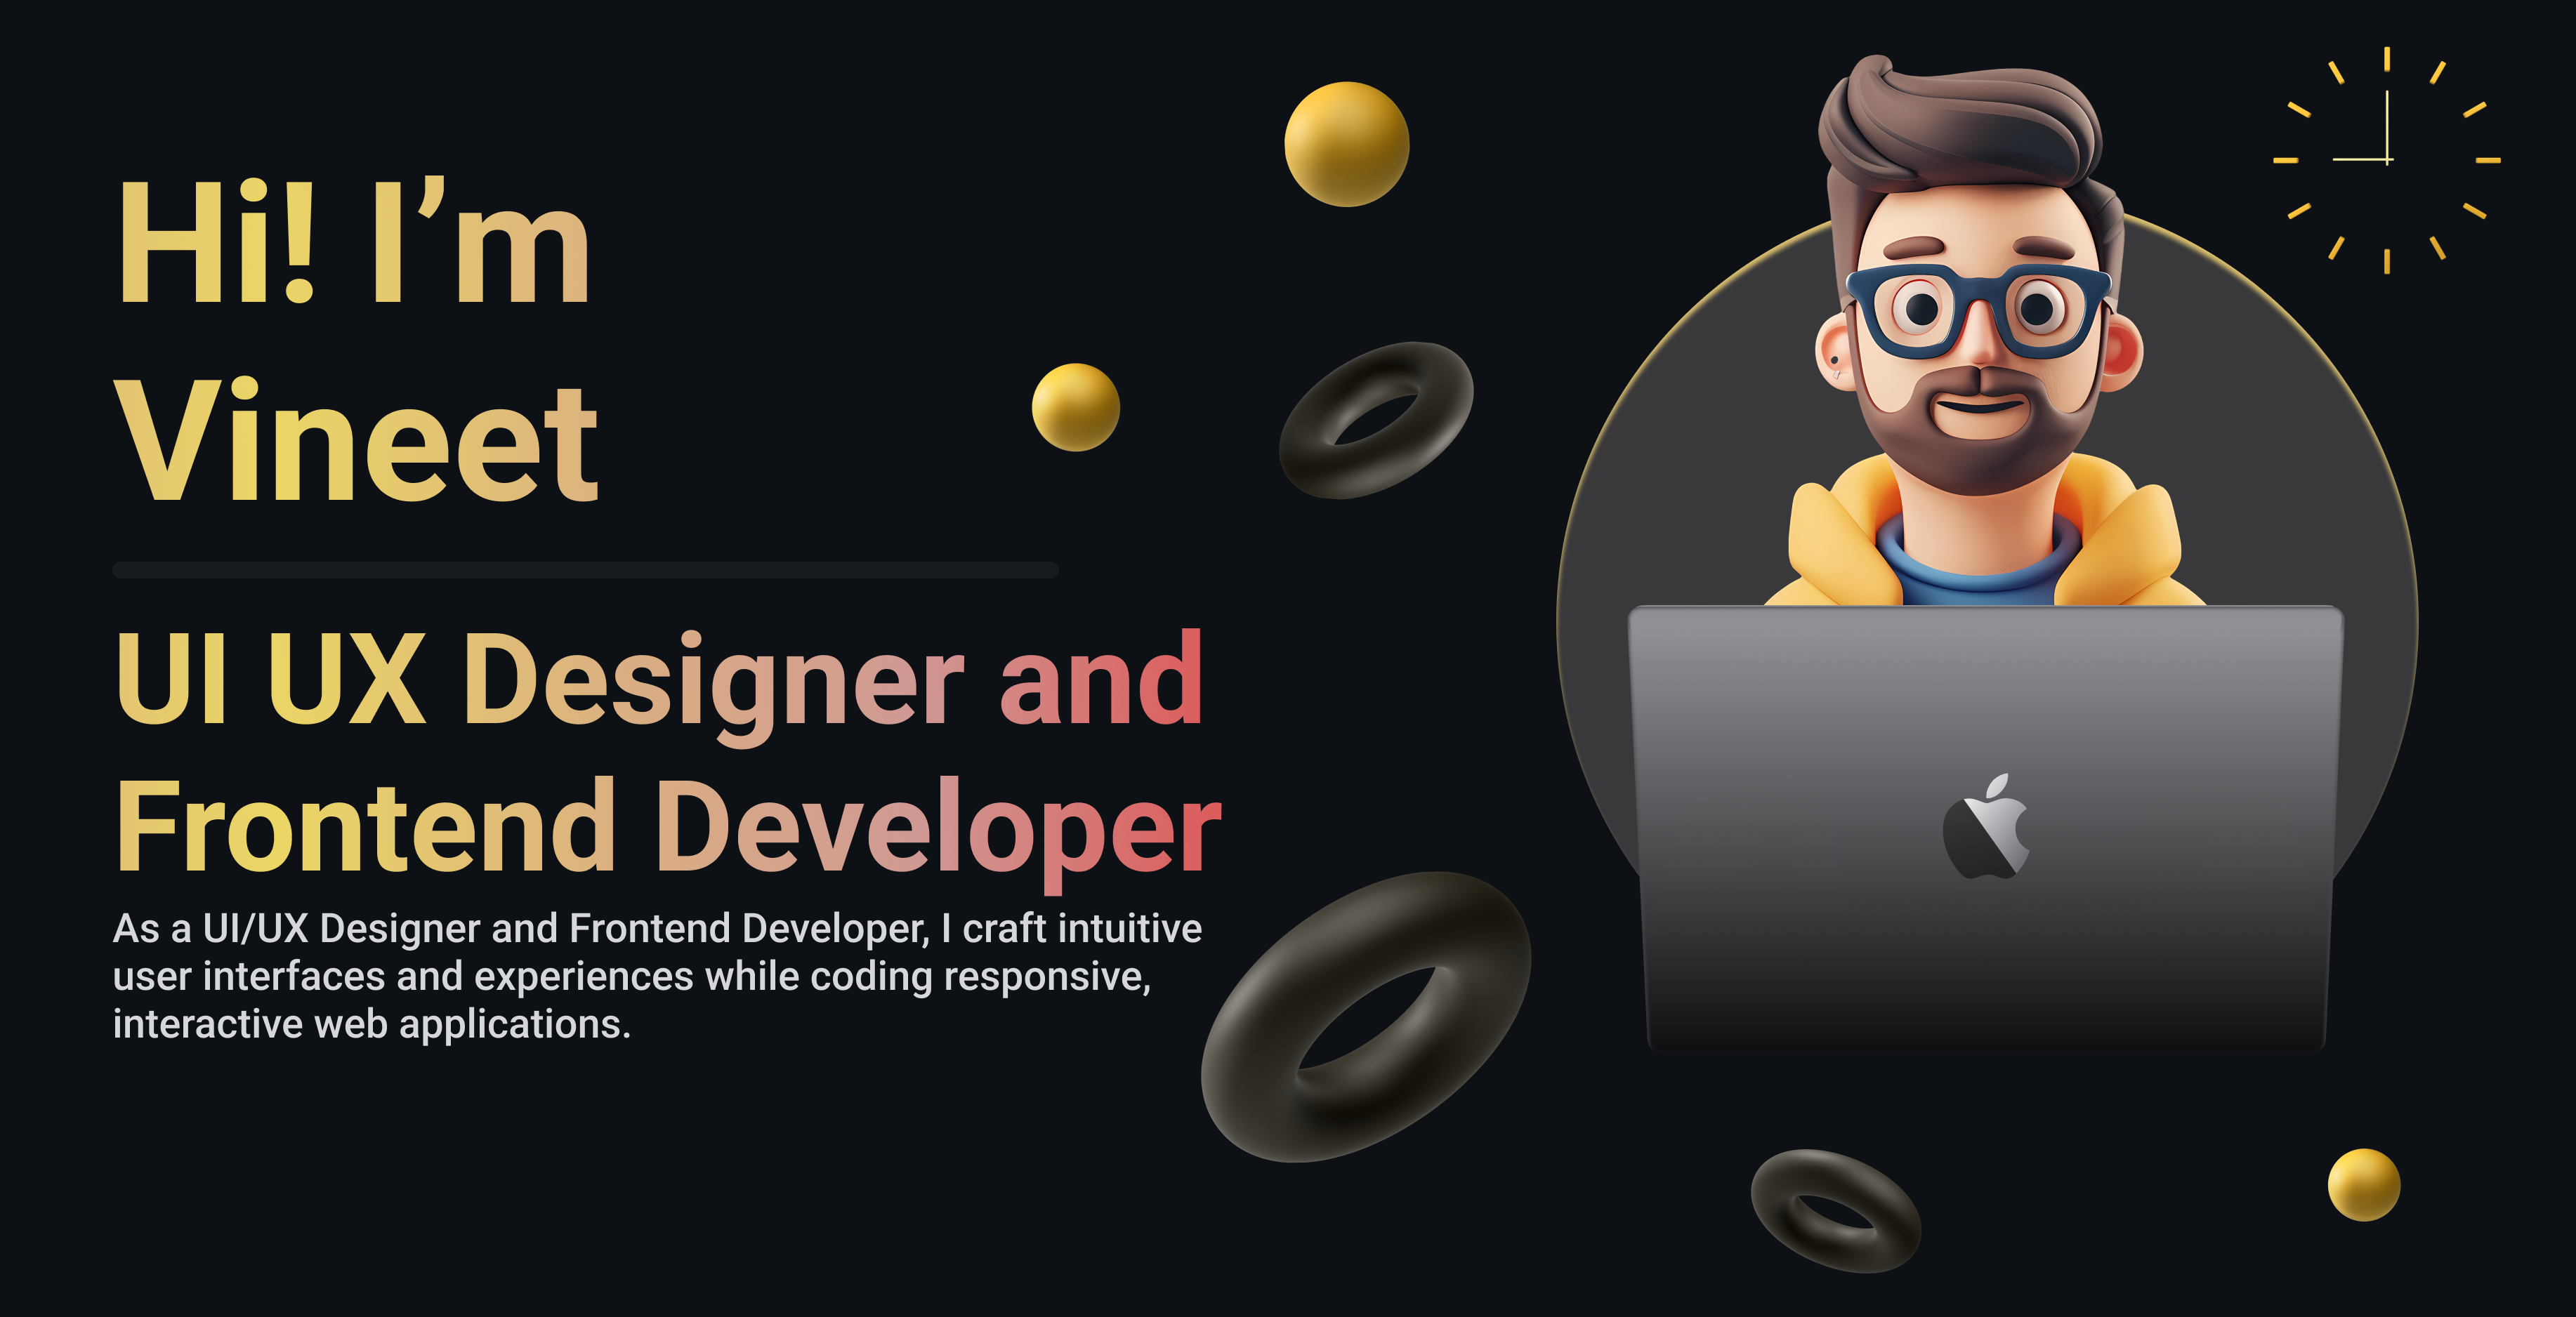 Hi! I’m
Vineet
UI UX Designer and
Frontend Developer
As a UI/UX Designer and Frontend Developer, I craft intuitive
user interfaces and experiences while coding responsive,
interactive web applications.